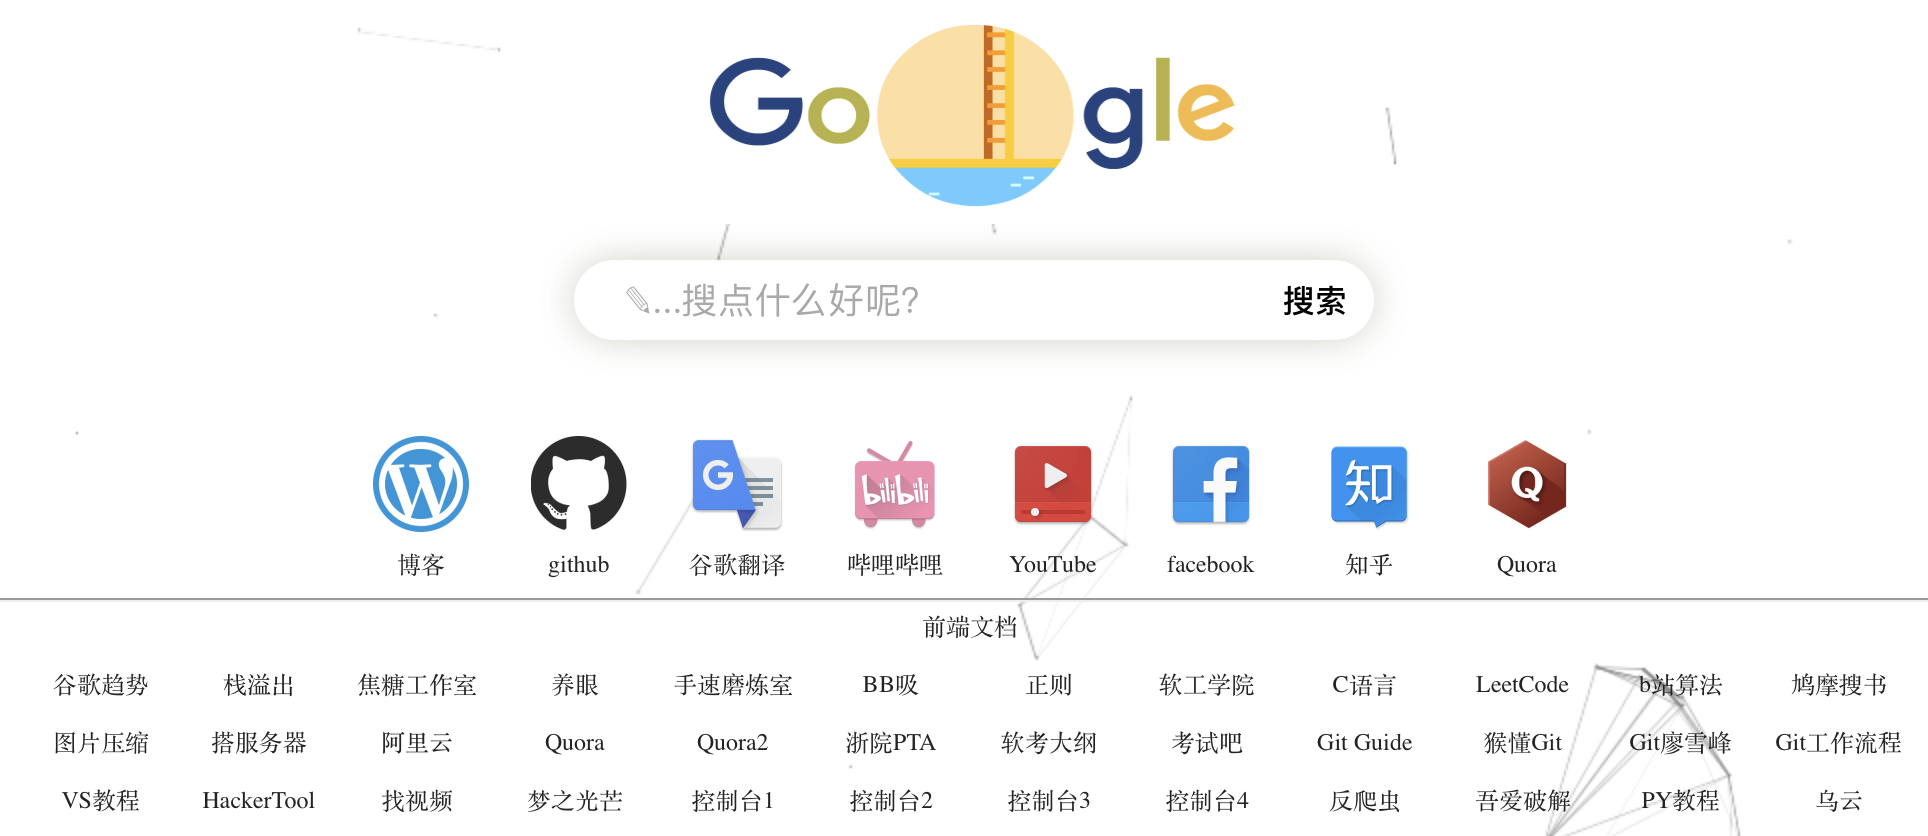 Google
✎...搜点什么好呢?
搜索
博客 github 谷歌翻译 哔哩哔哩 YouTube facebook 知乎 Quora
前端文档
谷歌趋势 栈溢出 焦糖工作室 养眼 手速磨炼室 BB吸 正则 软工学院 C语言 LeetCode b站算法 鸠摩搜书
图片压缩 搭服务器 阿里云 Quora Quora2 浙院PTA 软考大纲 考试吧 Git Guide 猴懂Git Git廖雪峰 Git工作流程
VS教程 HackerTool 找视频 梦之光芒 控制台1 控制台2 控制台3 控制台4 反爬虫 吾爱破解 PY教程 乌云